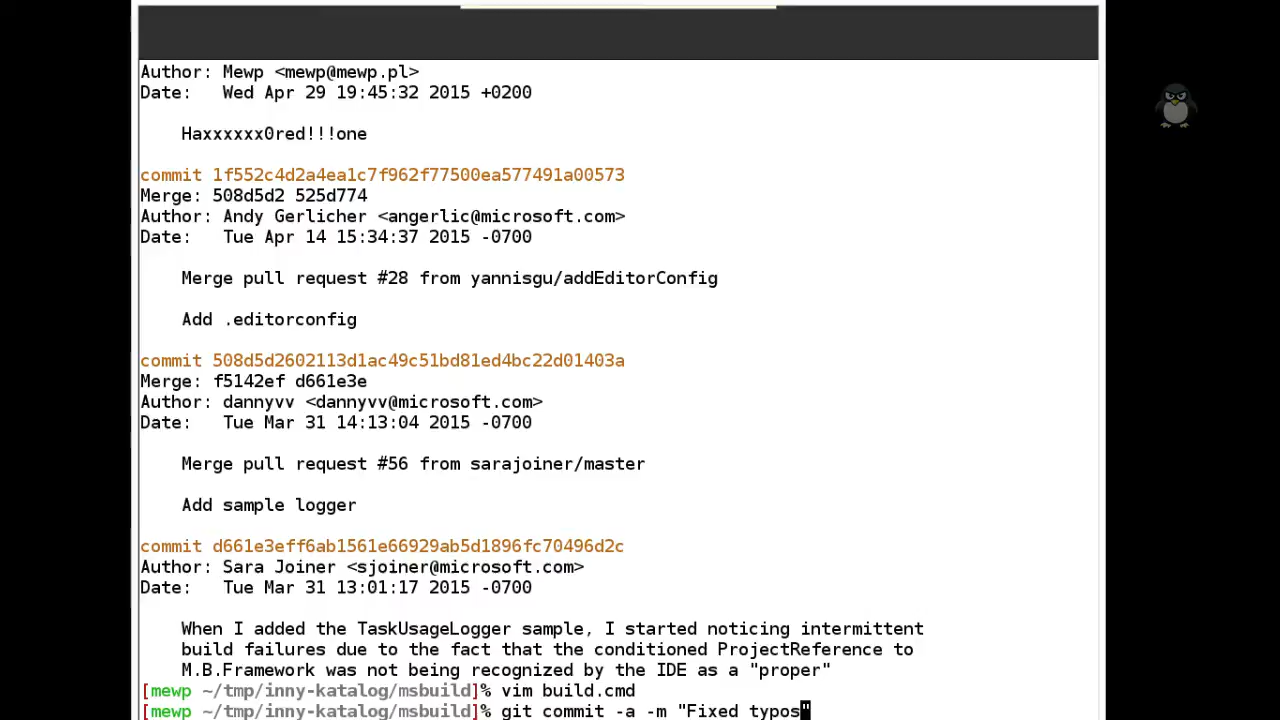 Author: Mewp <mewp@mewp.pl>
Date:   Wed Apr 29 19:45:32 2015 +0200
Haxxxxxx0red!!!one
commit 1f552c4d2a4ea1c7f962f77500ea577491a00573
Merge: 508d5d2 525d774
Author: Andy Gerlicher <angerlic@microsoft.com>
Date:   Tue Apr 14 15:34:37 2015 -0700
Merge pull request #28 from yannisgu/addEditorConfig
Add .editorconfig
commit 508d5d2602113d1ac49c51bd81ed4bc22d01403a
Merge: f5142ef d661e3e
Author: dannyvv <dannyvv@microsoft.com>
Date:   Tue Mar 31 14:13:04 2015 -0700
Merge pull request #56 from sarajoiner/master
Add sample logger
commit d661e3eff6ab1561e66929ab5d1896fc70496d2c
Author: Sara Joiner <sjoiner@microsoft.com>
Date:   Tue Mar 31 13:01:17 2015 -0700
When I added the TaskUsageLogger sample, I started noticing intermittent
build failures due to the fact that the conditioned ProjectReference to
M.B.Framework was not being recognized by the IDE as a "proper"
[mewp ~/tmp/inny-katalog/msbuild]% vim build.cmd
[mewp ~/tmp/inny-katalog/msbuild]% git commit -a -m "Fixed typos"